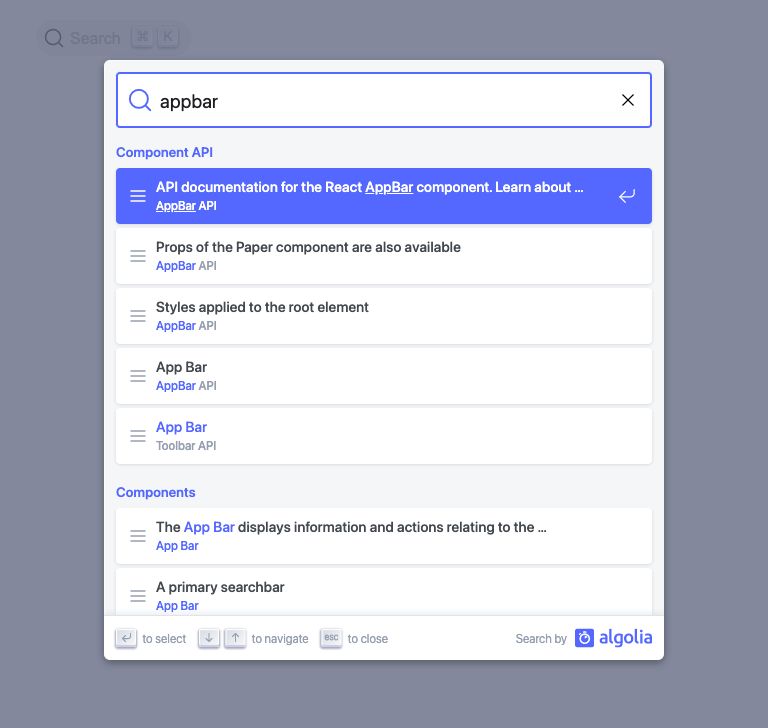 Search ⌘ K
appbar
Component API
API documentation for the React AppBar component. Learn about ...
AppBar API
Props of the Paper component are also available
AppBar API
Styles applied to the root element
AppBar API
App Bar
AppBar API
App Bar
Toolbar API
Components
The App Bar displays information and actions relating to the ...
App Bar
A primary searchbar
App Bar
to select to navigate esc to close Search by algolia